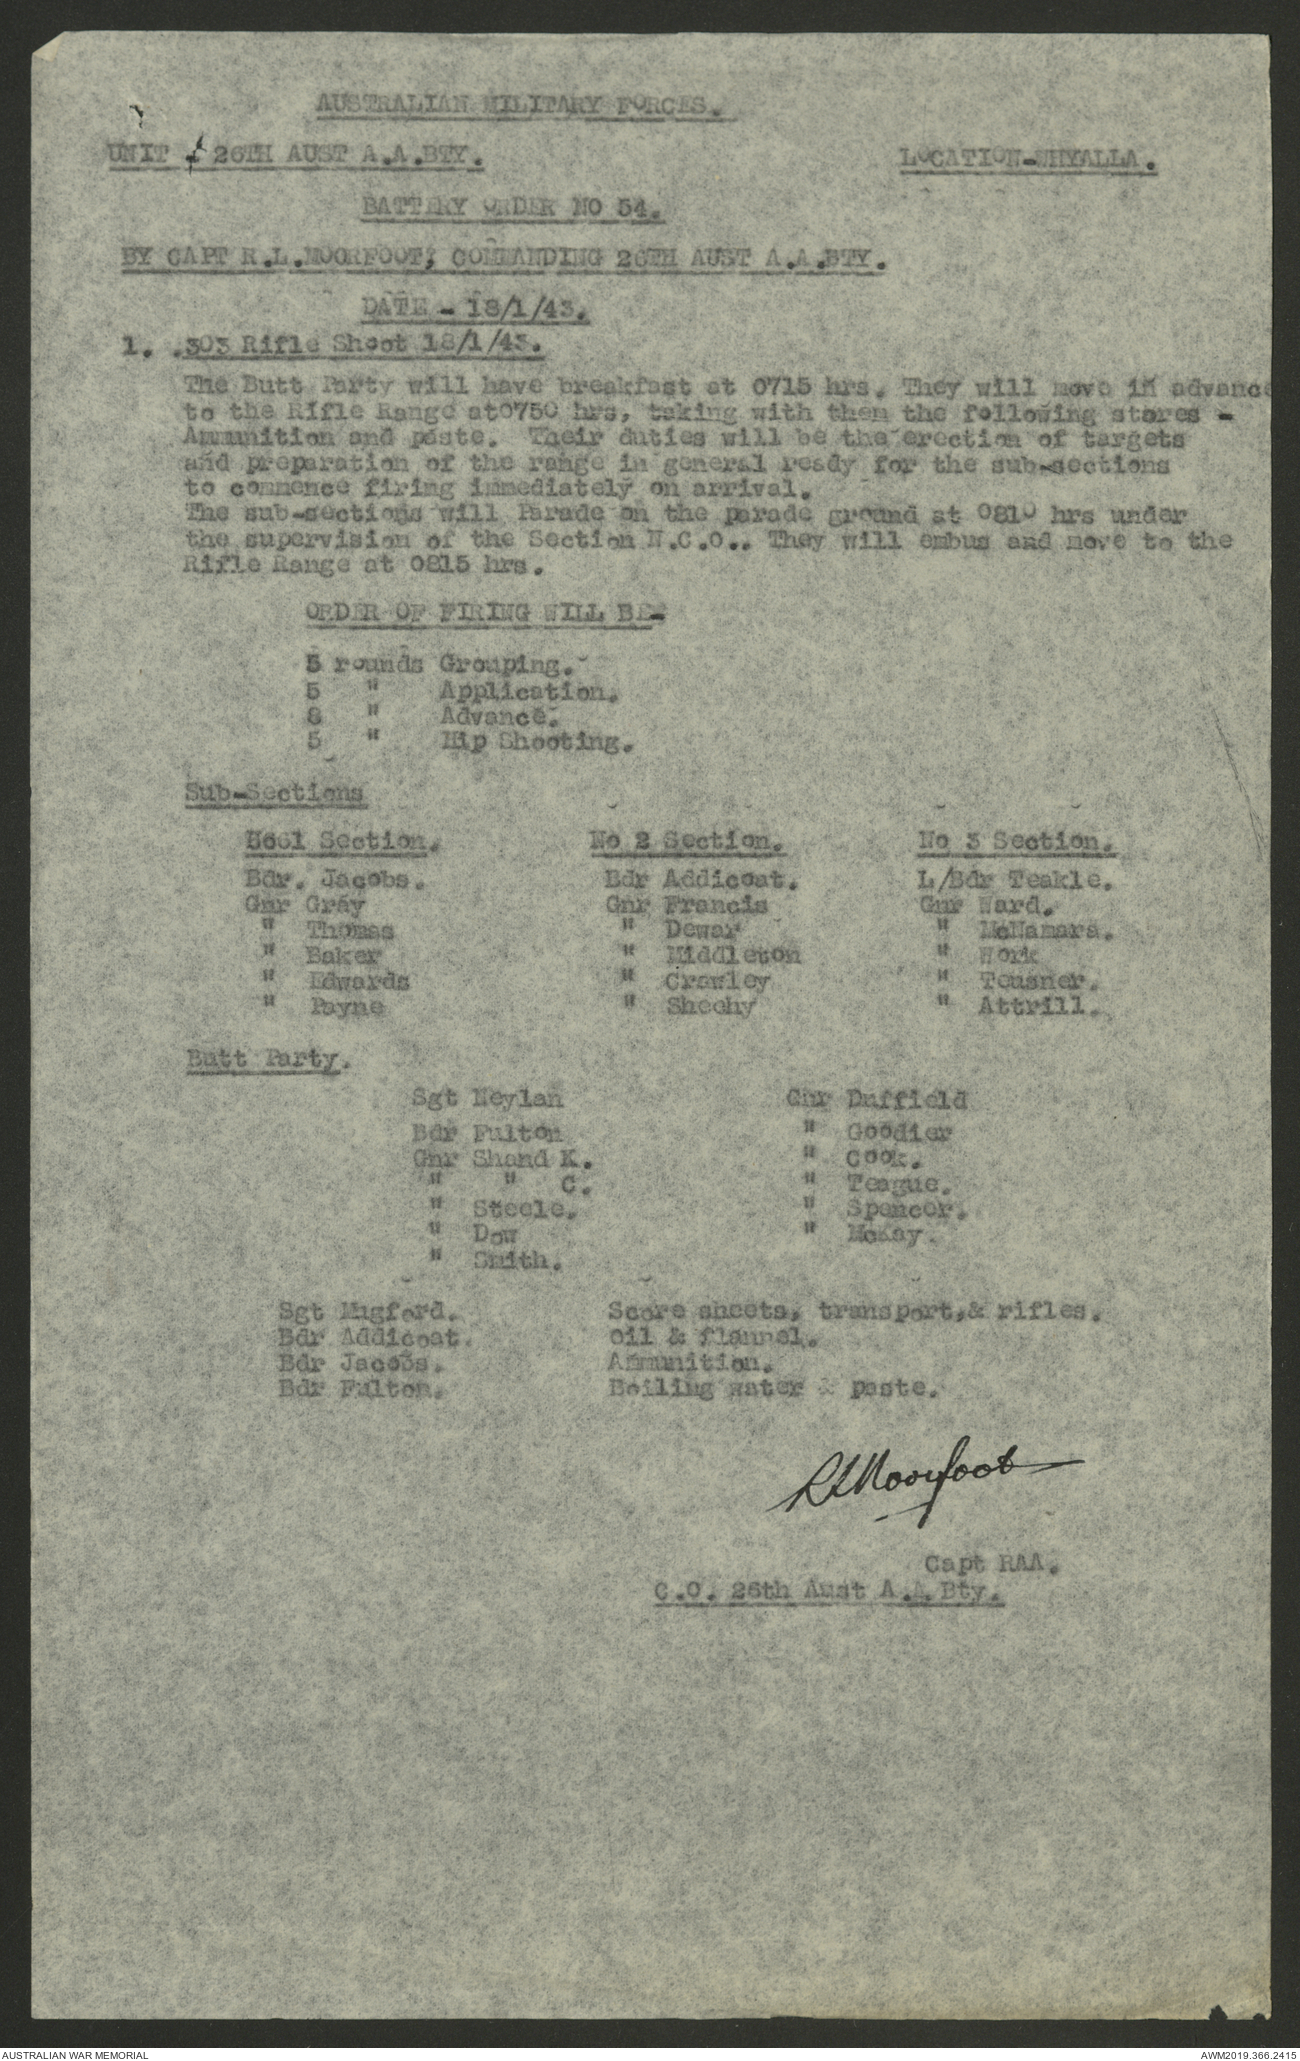 AUSTRALIAN MILITARY FORCES.
UNIT - 26TH AUST A.A.BTY. LOCATION-WHYALLA.
BATTERY ORDER NO 54.
BY CAPT R.L.MOORFOOT; COMMANDING 26TH AUST A.A.BTY.
DATE - 18/1/43.
1. .303 Rifle Shoot 18/1/43.
The Butt Party will have breakfast at 0715 hrs. They will move in advance
to the Rifle Range at0750 hrs, taking with them the following stores -
Ammunition and paste. Their duties will be the erection of targets
and preparation of the range in general ready for the sub-sections
to commence firing immediately on arrival.
The sub-sections will Parade on the parade ground at 0810 hrs under
the supervision of the Section N.C.O.. They will embus and move to the
Rifle Range at 0815 hrs.
ORDER OF FIRING WILL BE-
5 rounds Grouping.
5 " Application.
8 " Advance.
5 " Hip Shooting.
Sub-Sections
No 1 Section. No 2 Section. No 3 Section.
Bdr. Jacobs. Bdr Addicoat. L/Bdr Teakle.
Gnr Gray Gnr Francis Gnr Ward.
" Thomas " Dewar " McNamara.
" Baker " Middleton " Work
" Edwards " Crawley " Teusner.
" Payne " Sheehy " Attrill.
Butt Party.
Sgt Neylan Gnr Duffield
Bdr Fulton " Goodier
Gnr Shand K. " Cook.
" " C. " Teague.
" Steele. " Spencer.
" Dow " McKay.
" Smith.
Sgt Mugford. Score sheets, transport,& rifles.
Bdr Addicoat. Oil & flannel.
Bdr Jacobs. Ammunition.
Bdr Fulton. Boiling water & paste.
RLMoorfoot
Capt RAA.
C.O. 26th Aust A.A.Bty.
AUSTRALIAN WAR MEMORIAL AWM2019.366.2415